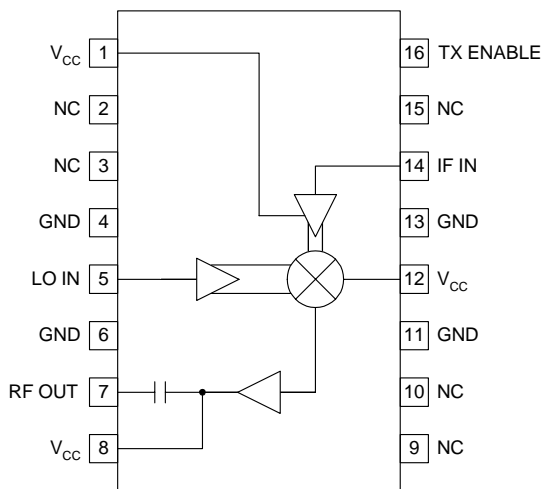 V_CC 1
NC 2
NC 3
GND 4
LO IN 5
GND 6
RF OUT 7
V_CC 8
16 TX ENABLE
15 NC
14 IF IN
13 GND
12 V_CC
11 GND
10 NC
9 NC